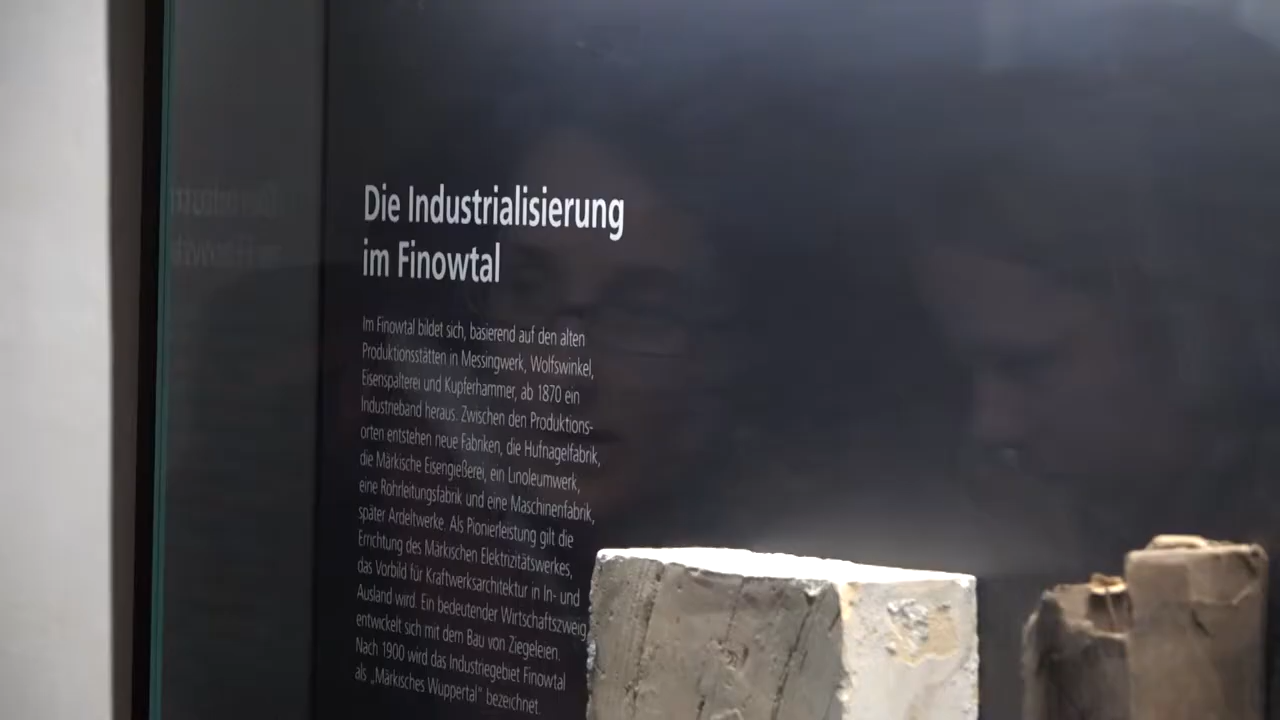 Die Industrialisierung
im Finowtal
Im Finowtal bildet sich, basierend auf den alten
Produktionsstätten in Messingwerk, Wolfswinkel,
Eisenspalterei und Kupferhammer, ab 1870 ein
Industrieband heraus. Zwischen den Produktions-
orten entstehen neue Fabriken, die Hufnagelfabrik,
die Märkische Eisengießerei, ein Linoleumwerk,
eine Rohrleitungsfabrik und eine Maschinenfabrik,
später Ardeltwerke. Als Pionierleistung gilt die
Errichtung des Märkischen Elektrizitätswerkes,
das Vorbild für Kraftwerksarchitektur in In- und
Ausland wird. Ein bedeutender Wirtschaftszweig
entwickelt sich mit dem Bau von Ziegeleien.
Nach 1900 wird das Industriegebiet Finowtal
als „Märkisches Wuppertal" bezeichnet.